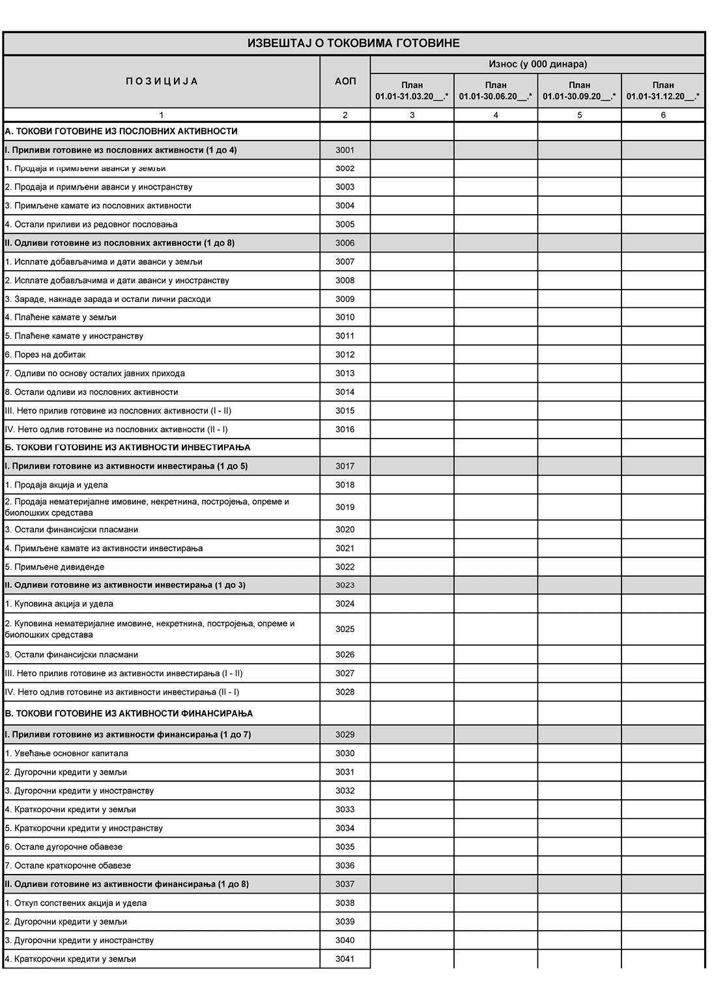 ИЗВЕШТАЈ О ТОКОВИМА ГОТОВИНЕ
П О З И Ц И Ј А
АОП
Износ (у 000 динара)
План
01.01-31.03.20__.*
План
01.01-30.06.20__.*
План
01.01-30.09.20__.*
План
01.01-31.12.20__.*
1 2 3 4 5 6
А. ТОКОВИ ГОТОВИНЕ ИЗ ПОСЛОВНИХ АКТИВНОСТИ
I. Приливи готовине из пословних активности (1 до 4) 3001
1. Продаја и примљени аванси у земљи 3002
2. Продаја и примљени аванси у иностранству 3003
3. Примљене камате из пословних активности 3004
4. Остали приливи из редовног пословања 3005
II. Одливи готовине из пословних активности (1 до 8) 3006
1. Исплате добављачима и дати аванси у земљи 3007
2. Исплате добављачима и дати аванси у иностранству 3008
3. Зараде, накнаде зарада и остали лични расходи 3009
4. Плаћене камате у земљи 3010
5. Плаћене камате у иностранству 3011
6. Порез на добитак 3012
7. Одливи по основу осталих јавних прихода 3013
8. Остали одливи из пословних активности 3014
III. Нето прилив готовине из пословних активности (I - II) 3015
IV. Нето одлив готовине из пословних активности (II - I) 3016
Б. ТОКОВИ ГОТОВИНЕ ИЗ АКТИВНОСТИ ИНВЕСТИРАЊА
I. Приливи готовине из активности инвестирања (1 до 5) 3017
1. Продаја акција и удела 3018
2. Продаја нематеријалне имовине, некретнина, постројења, опреме и
биолошких средстава 3019
3. Остали финансијски пласмани 3020
4. Примљене камате из активности инвестирања 3021
5. Примљене дивиденде 3022
II. Одливи готовине из активности инвестирања (1 до 3) 3023
1. Куповина акција и удела 3024
2. Куповина нематеријалне имовине, некретнина, постројења, опреме и
биолошких средстава 3025
3. Остали финансијски пласмани 3026
III. Нето прилив готовине из активности инвестирања (I - II) 3027
IV. Нето одлив готовине из активности инвестирања (II - I) 3028
В. ТОКОВИ ГОТОВИНЕ ИЗ АКТИВНОСТИ ФИНАНСИРАЊА
I. Приливи готовине из активности финансирања (1 до 7) 3029
1. Увећање основног капитала 3030
2. Дугорочни кредити у земљи 3031
3. Дугорочни кредити у иностранству 3032
4. Краткорочни кредити у земљи 3033
5. Краткорочни кредити у иностранству 3034
6. Остале дугорочне обавезе 3035
7. Остале краткорочне обавезе 3036
II. Одливи готовине из активности финансирања (1 до 8) 3037
1. Откуп сопствених акција и удела 3038
2. Дугорочни кредити у земљи 3039
3. Дугорочни кредити у иностранству 3040
4. Краткорочни кредити у земљи 3041